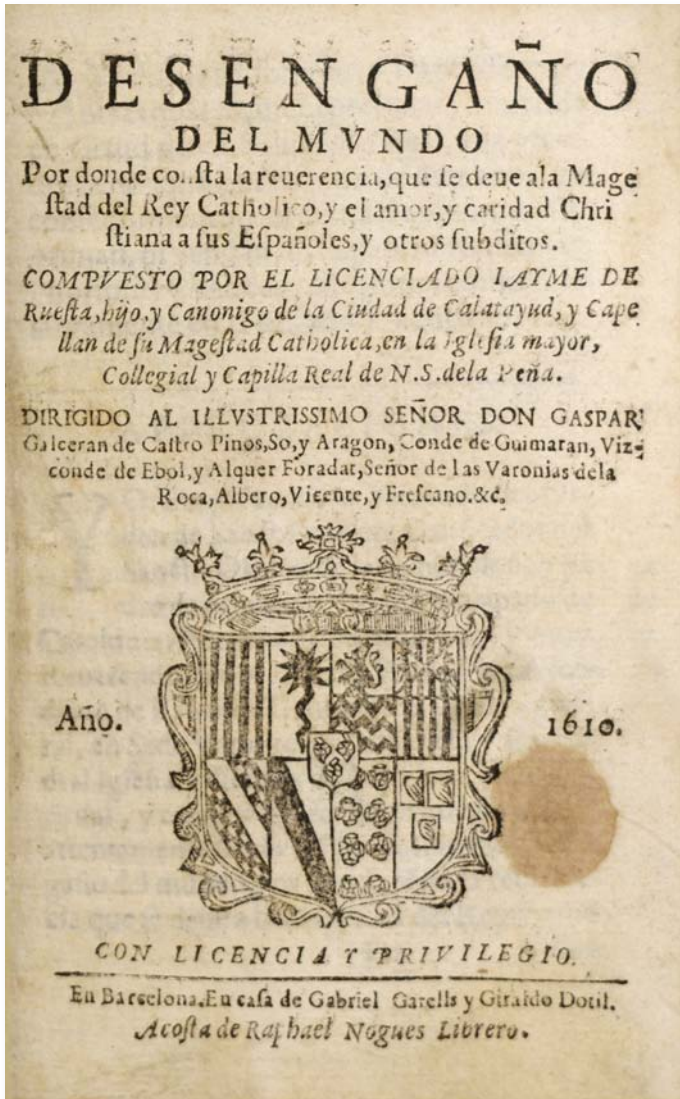 DESENGAÑO
DEL MVNDO
Por donde co..sta la reuerencia, que se deue ala Mage
stad del Rey Catholico, y el amor, y caridad Chri
stiana a sus Españoles, y otros subditos.
COMPVESTO POR EL LICENCIADO IAYME DE
Ruesta, hijo, y Canonigo de la Ciudad de Calatayud, y Cape
llan de su Magestad Catholica, en la Iglesia mayor,
Collegial y Capilla Real de N.S. dela Peña.
DIRIGIDO AL ILLVSTRISSIMO SEÑOR DON GASPAR
Galceran de Castro Pinos, So, y Aragon, Conde de Guimaran, Viz-
conde de Ebol, y Alquer Foradat, Señor de las Varonias dela
Roca, Albero, Vicente, y Frescano. &c.
Año. 1610.
CON LICENCIA Y PRIVILEGIO.
En Barcelona. En casa de Gabriel Garells y Giraldo Dotil.
Acosta de Raphael Nogues Librero.